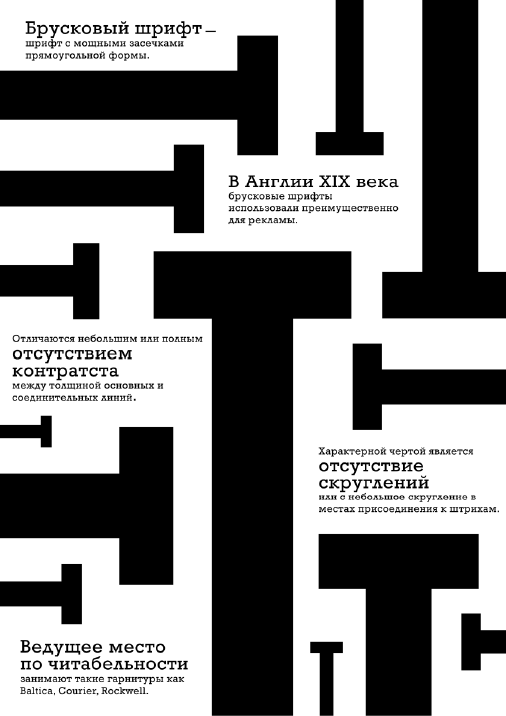 Брусковый шрифт —
шрифт с мощными засечками
прямоугольной формы.
В Англии XIX века
брусковые шрифты
использовали преимущественно
для рекламы.
Отличаются небольшим или полным
отсутствием
контратста
между толщиной основных и
соединительных линий.
Характерной чертой является
отсутствие
скруглений
или с небольшое скругление в
местах присоединения к штрихам.
Ведущее место
по читабельности
занимают такие гарнитуры как
Baltica, Courier, Rockwell.